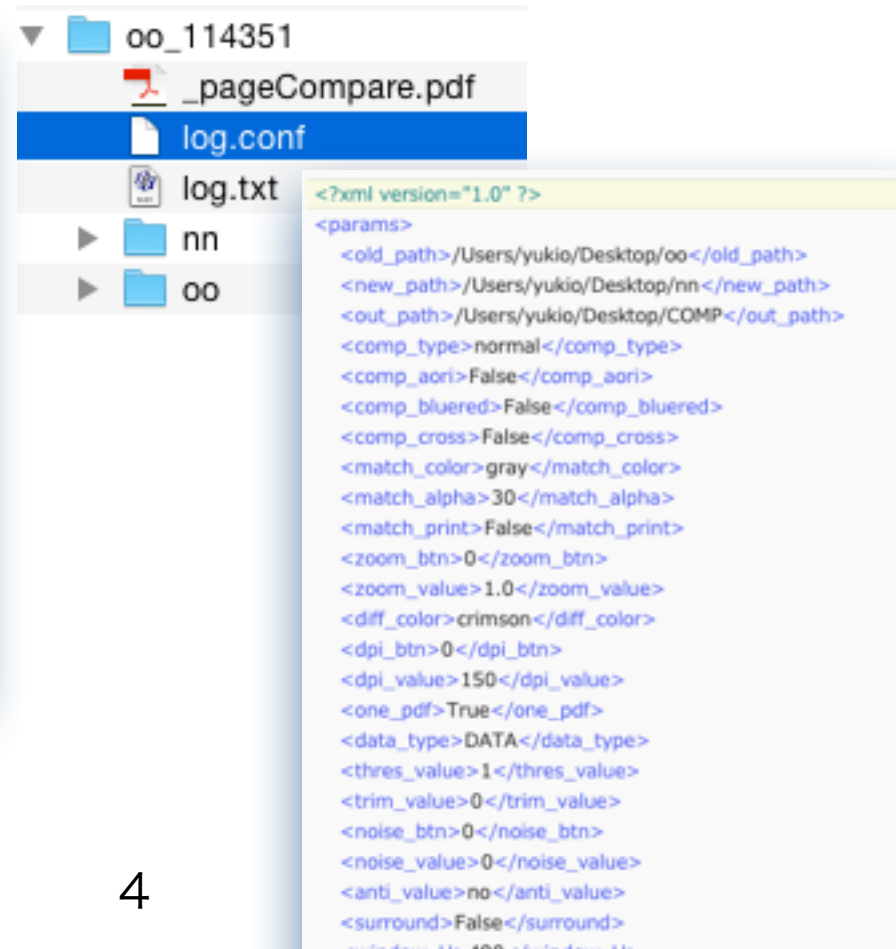 oo_114351
_pageCompare.pdf
log.conf
log.txt
nn
oo
<?xml version="1.0" ?>
<params>
<old_path>/Users/yukio/Desktop/oo</old_path>
<new_path>/Users/yukio/Desktop/nn</new_path>
<out_path>/Users/yukio/Desktop/COMP</out_path>
<comp_type>normal</comp_type>
<comp_aori>False</comp_aori>
<comp_bluered>False</comp_bluered>
<comp_cross>False</comp_cross>
<match_color>gray</match_color>
<match_alpha>30</match_alpha>
<match_print>False</match_print>
<zoom_btn>0</zoom_btn>
<zoom_value>1.0</zoom_value>
<diff_color>crimson</diff_color>
<dpi_btn>0</dpi_btn>
<dpi_value>150</dpi_value>
<one_pdf>True</one_pdf>
<data_type>DATA</data_type>
<thres_value>1</thres_value>
<trim_value>0</trim_value>
<noise_btn>0</noise_btn>
<noise_value>0</noise_value>
<anti_value>no</anti_value>
<surround>False</surround>
4